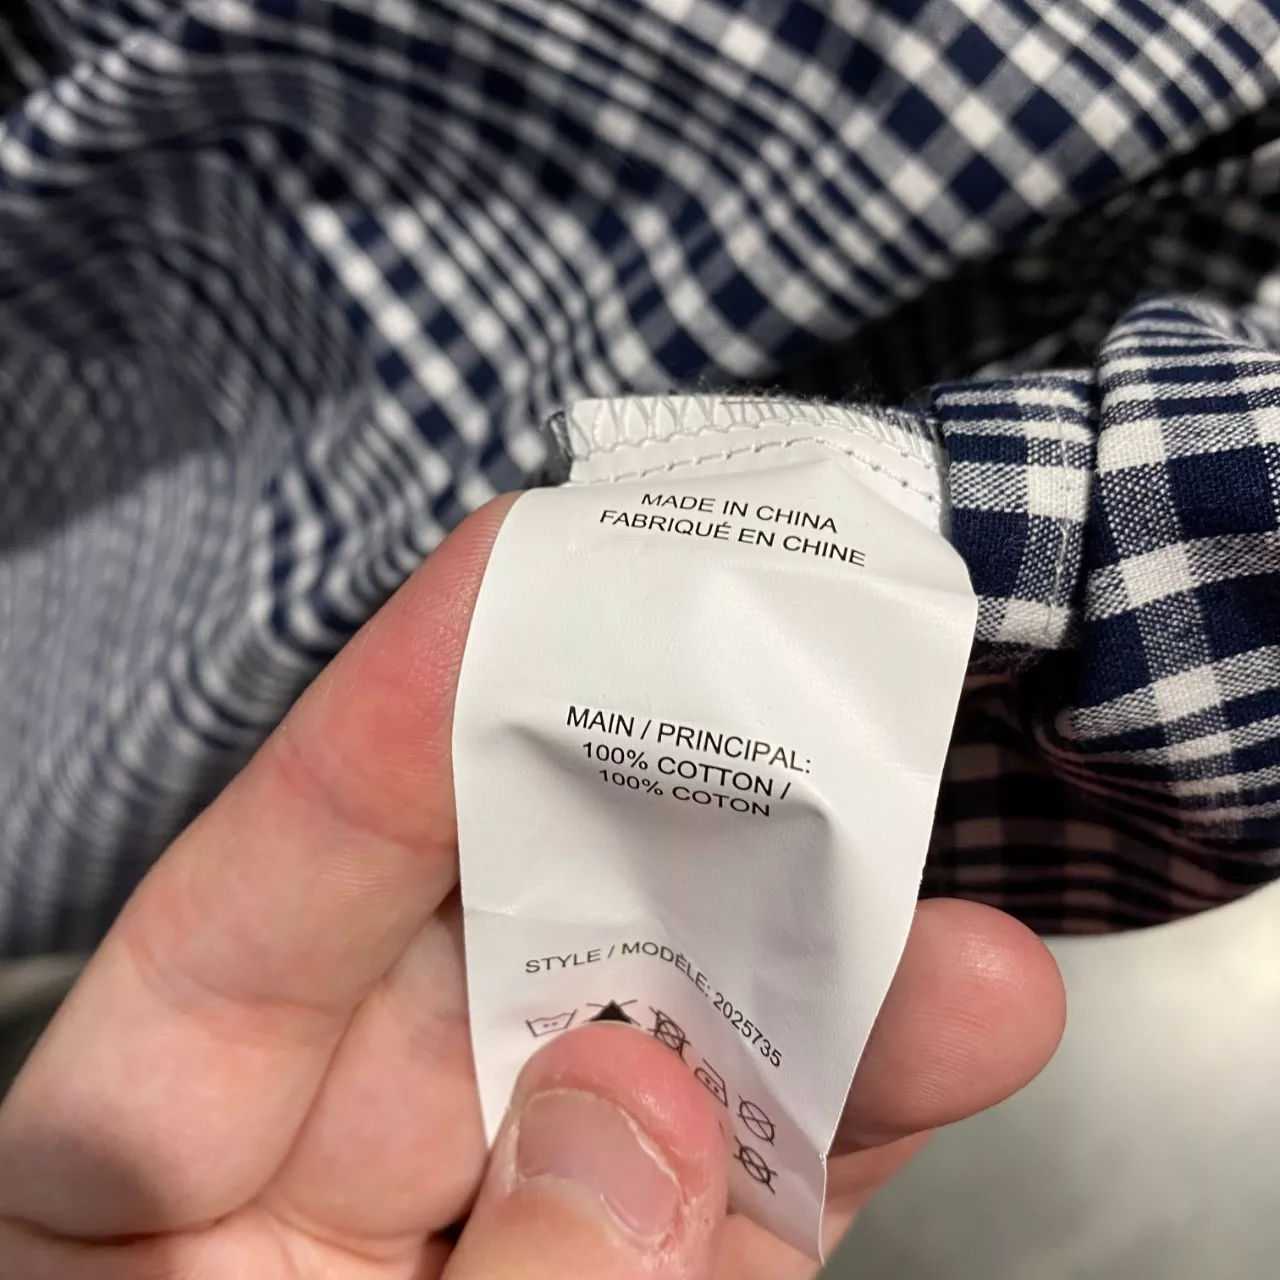 MADE IN CHINA
FABRIQUÉ EN CHINE
MAIN / PRINCIPAL:
100% COTTON /
100% COTON
STYLE / MODÈLE: 2025735